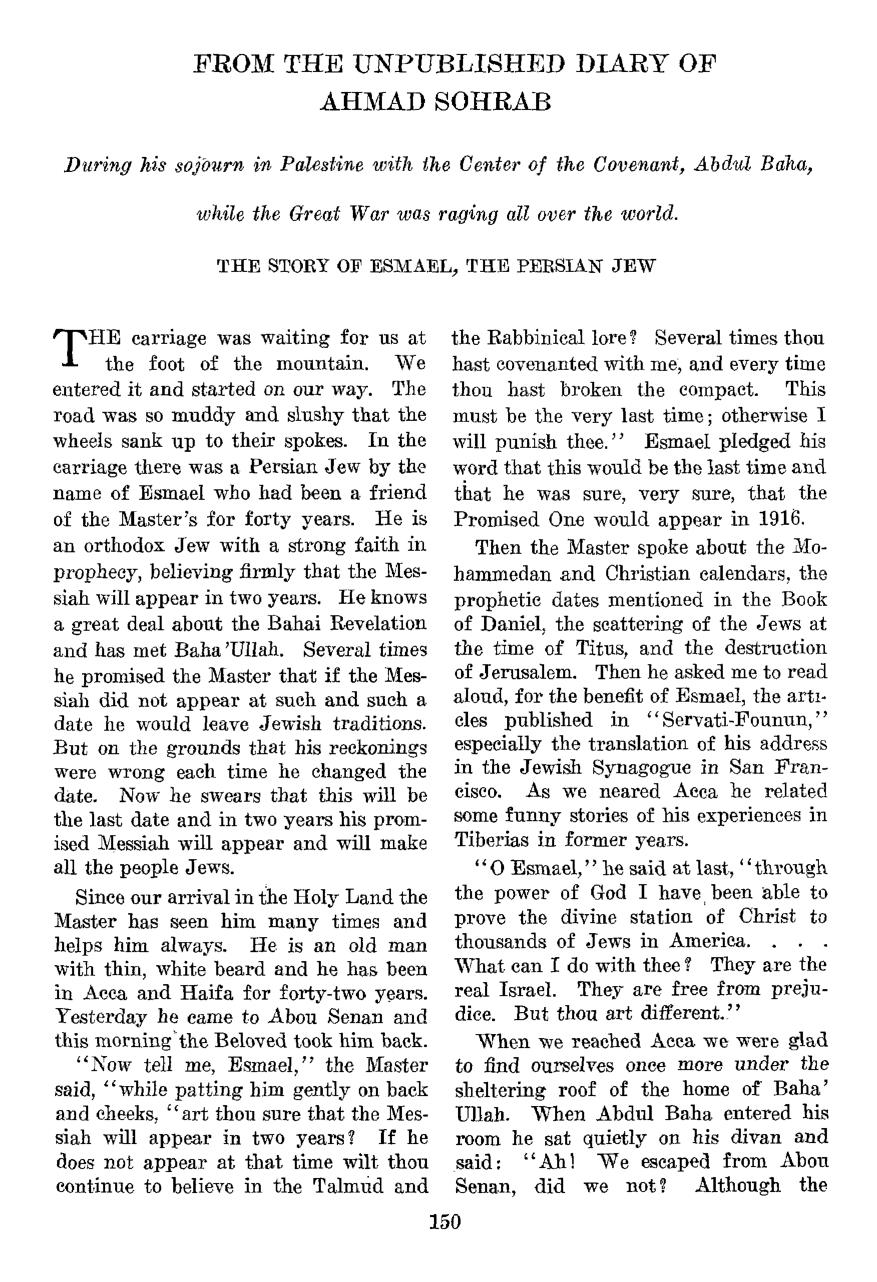 FROM THE UNPUBLISHED DIARY OF
AHMAD SOHRAB
During his sojourn in Palestine with the Center of the Covenant, Abdul Baha,
while the Great War was raging all over the world.
THE STORY OF ESMAEL, THE PERSIAN JEW
THE carriage was waiting for us at
the foot of the mountain. We
entered it and started on our way. The
road was so muddy and slushy that the
wheels sank up to their spokes. In the
carriage there was a Persian Jew by the
name of Esmael who had been a friend
of the Master's for forty years. He is
an orthodox Jew with a strong faith in
prophecy, believing firmly that the Mes-
siah will appear in two years. He knows
a great deal about the Bahai Revelation
and has met Baha'Ullah. Several times
he promised the Master that if the Mes-
siah did not appear at such and such a
date he would leave Jewish traditions.
But on the grounds that his reckonings
were wrong each time he changed the
date. Now he swears that this will be
the last date and in two years his prom-
ised Messiah will appear and will make
all the people Jews.
Since our arrival in the Holy Land the
Master has seen him many times and
helps him always. He is an old man
with thin, white beard and he has been
in Acca and Haifa for forty-two years.
Yesterday he came to Abou Senan and
this morning the Beloved took him back.
"Now tell me, Esmael," the Master
said, "while patting him gently on back
and cheeks, "art thou sure that the Mes-
siah will appear in two years? If he
does not appear at that time wilt thou
continue to believe in the Talmud and
the Rabbinical lore? Several times thou
hast covenanted with me, and every time
thou hast broken the compact. This
must be the very last time; otherwise I
will punish thee." Esmael pledged his
word that this would be the last time and
that he was sure, very sure, that the
Promised One would appear in 1916.
Then the Master spoke about the Mo-
hammedan and Christian calendars, the
prophetic dates mentioned in the Book
of Daniel, the scattering of the Jews at
the time of Titus, and the destruction
of Jerusalem. Then he asked me to read
aloud, for the benefit of Esmael, the arti-
cles published in "Servati-Founun,"
especially the translation of his address
in the Jewish Synagogue in San Fran-
cisco. As we neared Acca he related
some funny stories of his experiences in
Tiberias in former years.
"O Esmael," he said at last, "through
the power of God I have been able to
prove the divine station of Christ to
thousands of Jews in America. . . .
What can I do with thee? They are the
real Israel. They are free from preju-
dice. But thou art different."
When we reached Acca we were glad
to find ourselves once more under the
sheltering roof of the home of Baha'
Ullah. When Abdul Baha entered his
room he sat quietly on his divan and
said: "Ah! We escaped from Abou
Senan, did we not? Although the
150